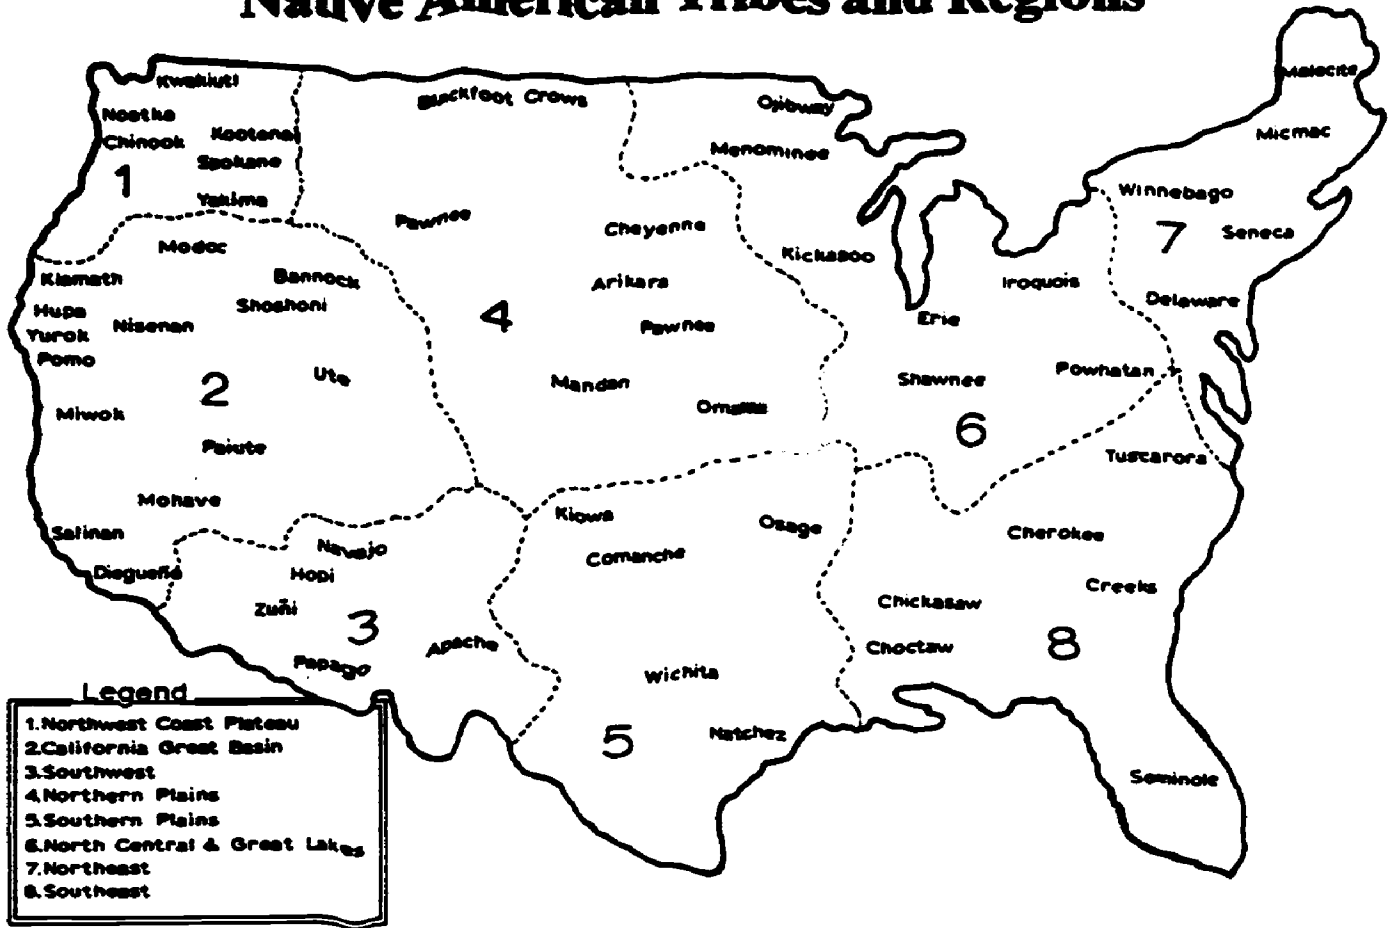 Native American Tribes and Regions
Kwakiutl
Nootka
Chinook
Kootenai
Spokane
1
Yakima
Blackfoot Crows
Ojibway
Menominee
Malecite
Micmac
Winnebago
7
Seneca
Delaware
Pawnee
Cheyenne
Kickapoo
Iroquois
Modoc
Klamath
Bannock
Shoshoni
Hupa
Nisenan
Yurok
Pomo
Arikara
4
Pawnee
Erie
2
Ute
Mandan
Omaha
Shawnee
Powhatan
6
Miwok
Paiute
Tuscarora
Mohave
Salinan
Diegueño
Navajo
Hopi
Zuñi
3
Apache
Papago
Kiowa
Osage
Comanche
Wichita
5
Natchez
Cherokee
Creeks
Chickasaw
Choctaw
8
Seminole
Legend
1.Northwest Coast Plateau
2.California Great Basin
3.Southwest
4.Northern Plains
5.Southern Plains
6.North Central & Great Lakes
7.Northeast
8.Southeast